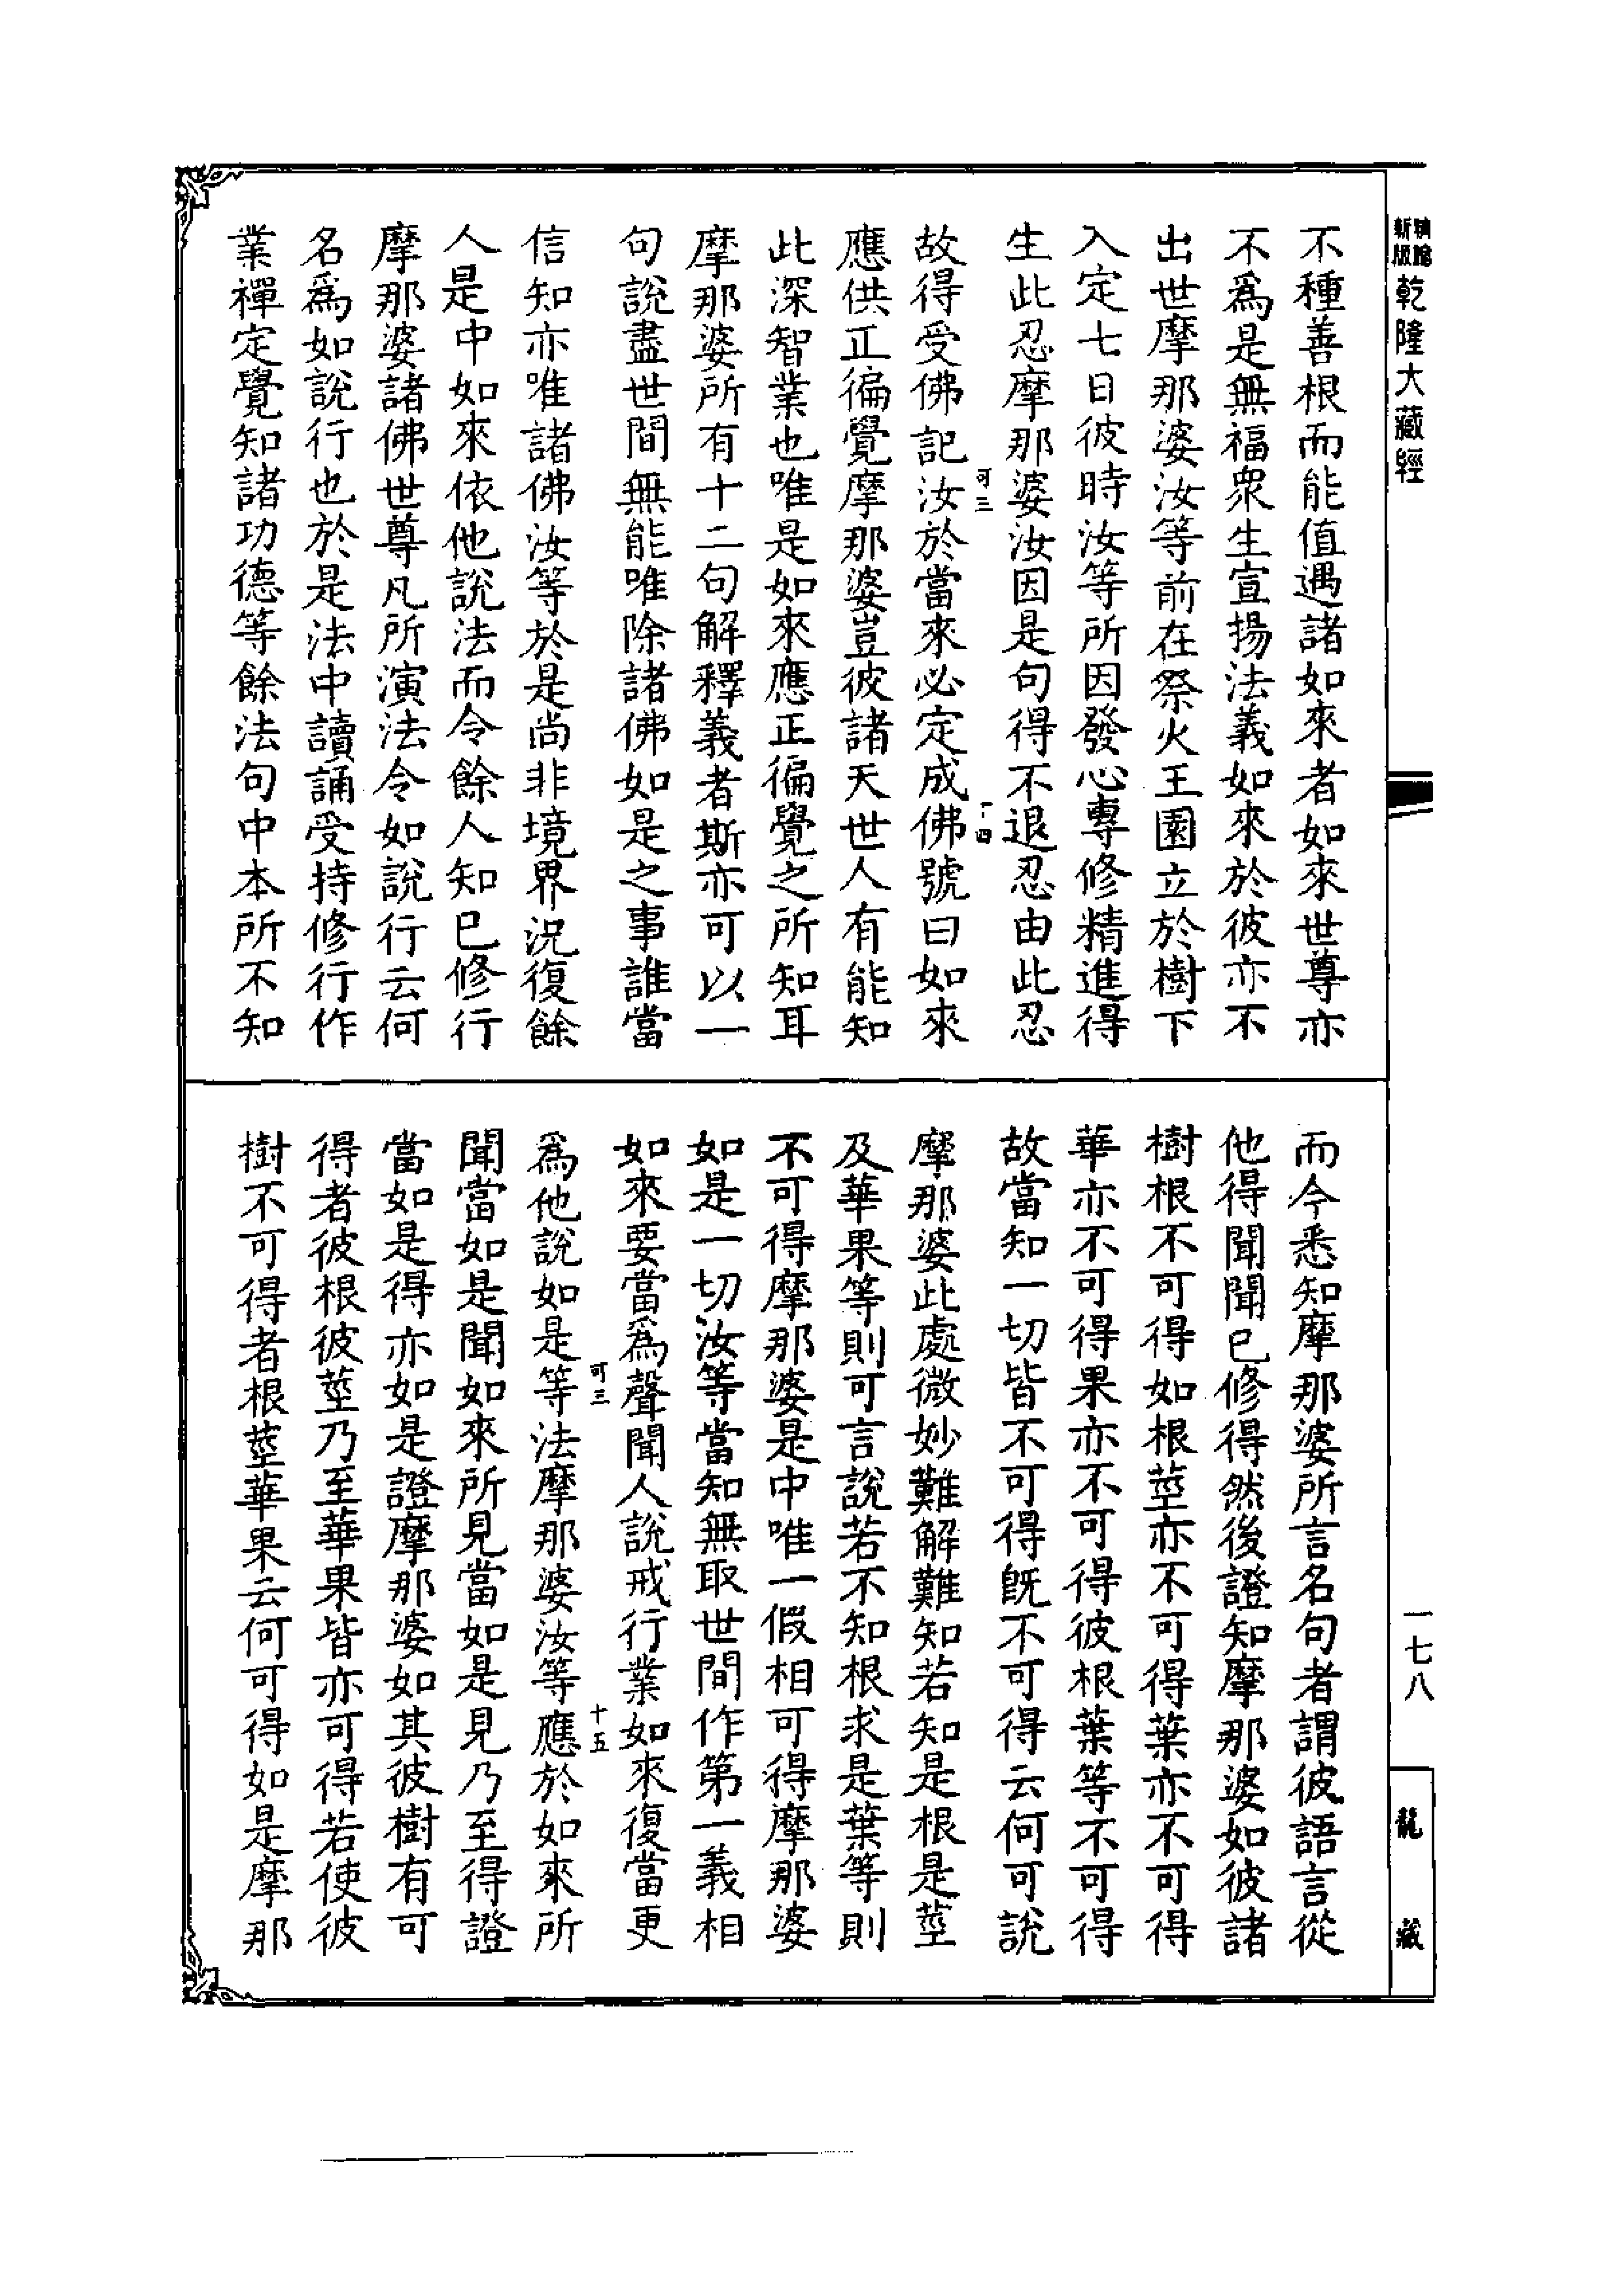 新版
乾隆大藏經
一七八
龍藏
不種善根而能值遇諸如來者如來世尊亦
不爲是無福衆生宣揚法義如來於彼亦不
出世摩那婆汝等前在祭火王園立於樹下
入定七日彼時汝等所因發心專修精進得
生此忍摩那婆汝因是句得不退忍由此忍
可三
十四
故得受佛記汝於當來必定成佛號曰如來
應供正徧覺摩那婆豈彼諸天世人有能知
此深智業也唯是如來應正徧覺之所知耳
摩那婆所有十二句解釋義者斯亦可以一
句說盡世間無能唯除諸佛如是之事誰當
信知亦唯諸佛汝等於是尚非境界況復餘
人是中如來依他說法而令餘人知已修行
摩那婆諸佛世尊凡所演法令如說行云何
名爲如說行也於是法中讀誦受持修行作
業禪定覺知諸功德等餘法句中本所不知
而今悉知摩那婆所言名句者謂彼語言從
他得聞聞已修得然後證知摩那婆如彼諸
樹根不可得如根莖亦不可得葉亦不可得
華亦不可得果亦不可得彼根葉等不可得
故當知一切皆不可得旣不可得云何可說
摩那婆此處微妙難解難知若知是根是莖
及華果等則可言說若不知根求是葉等則
不可得摩那婆是中唯一假相可得摩那婆
如是一切汝等當知無取世間作第一義相
如來要當爲聲聞人說戒行業如來復當更
可三
十五
爲他說如是等法摩那婆汝等應於如來所
聞當如是聞如來所見當如是見乃至得證
當如是得亦如是證摩那婆如其彼樹有可
得者彼根彼莖乃至華果皆亦可得若使彼
樹不可得者根莖華果云何可得如是摩那